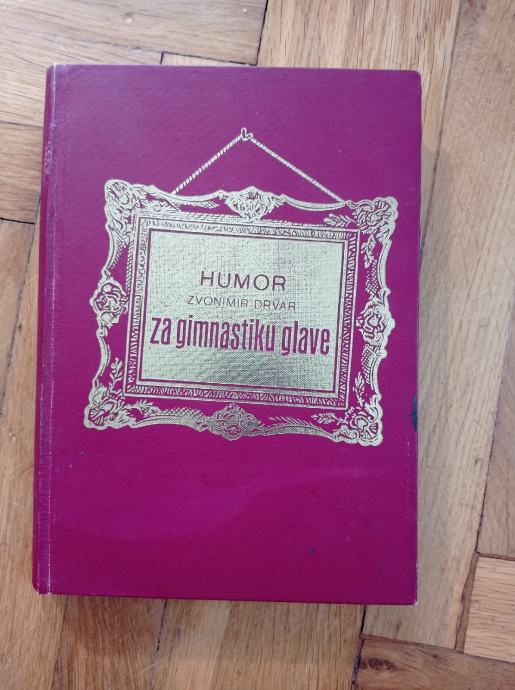 HUMOR
ZVONIMIR DRVAR
za gimnastiku glave